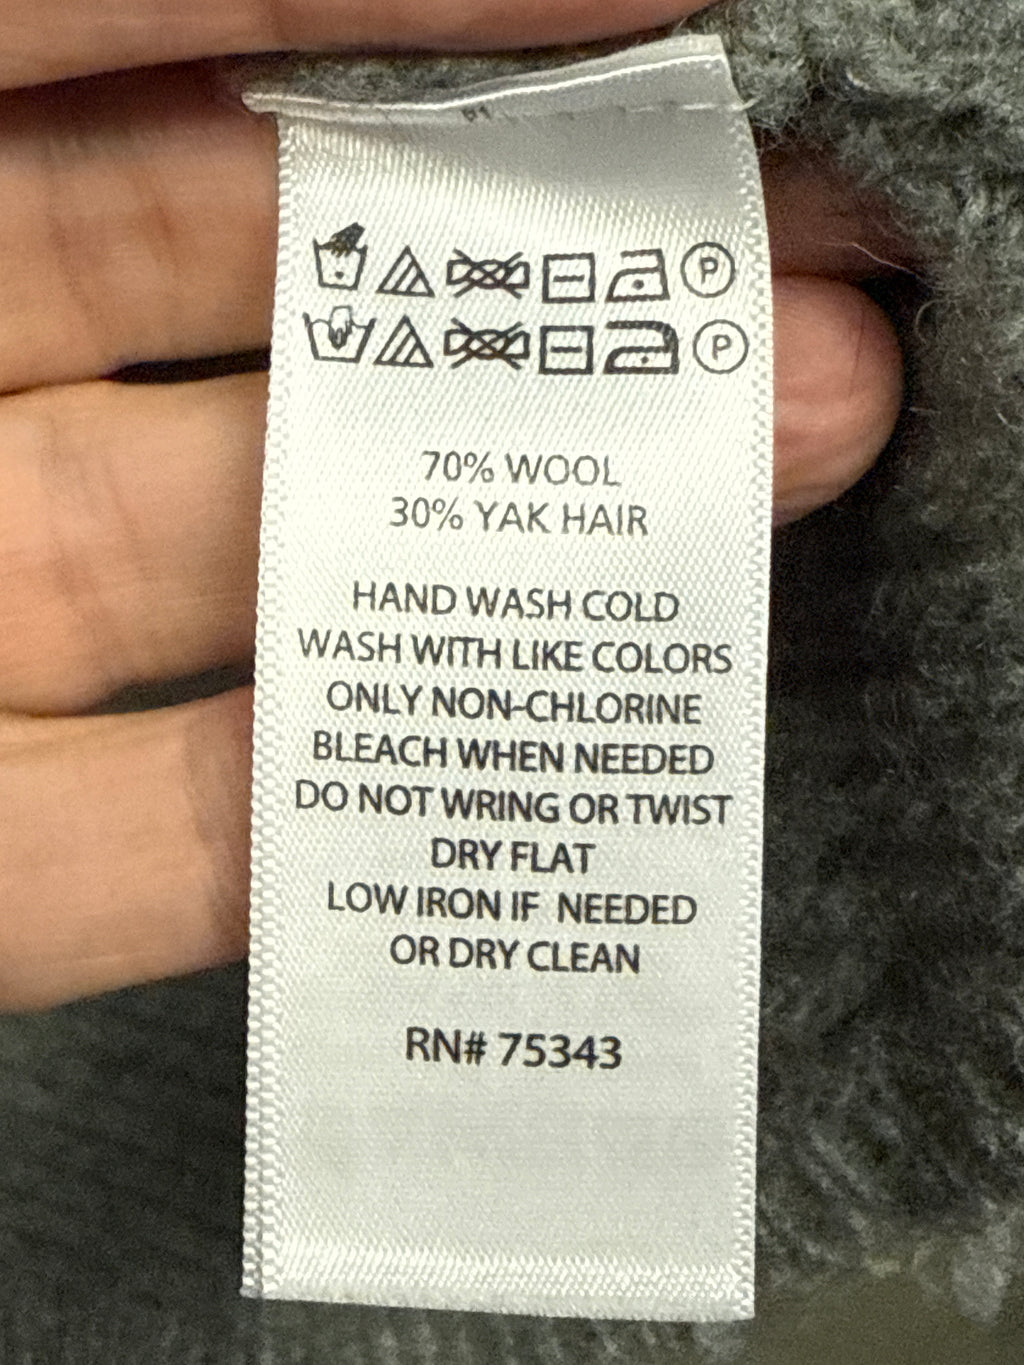 P
P
70% WOOL
30% YAK HAIR
HAND WASH COLD
WASH WITH LIKE COLORS
ONLY NON-CHLORINE
BLEACH WHEN NEEDED
DO NOT WRING OR TWIST
DRY FLAT
LOW IRON IF NEEDED
OR DRY CLEAN
RN# 75343